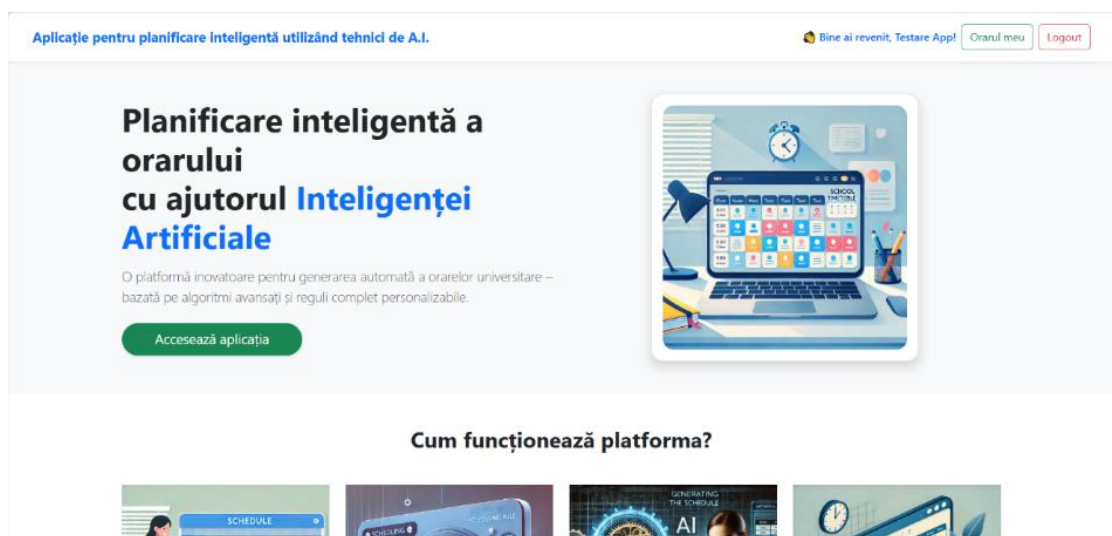 Aplicație pentru planificare inteligentă utilizând tehnici de A.I.
Bine ai revenit, Testare App!
Orarul meu
Logout
Planificare inteligentă a
orarului
cu ajutorul Inteligenței
Artificiale
O platformă inovatoare pentru generarea automată a orarelor universitare –
bazată pe algoritmi avansați și reguli complet personalizabile.
Accesează aplicația
SCHOOL
Cum funcționează platforma?
SCHEDULE
GENERATING
THE SCHEDULE
AI